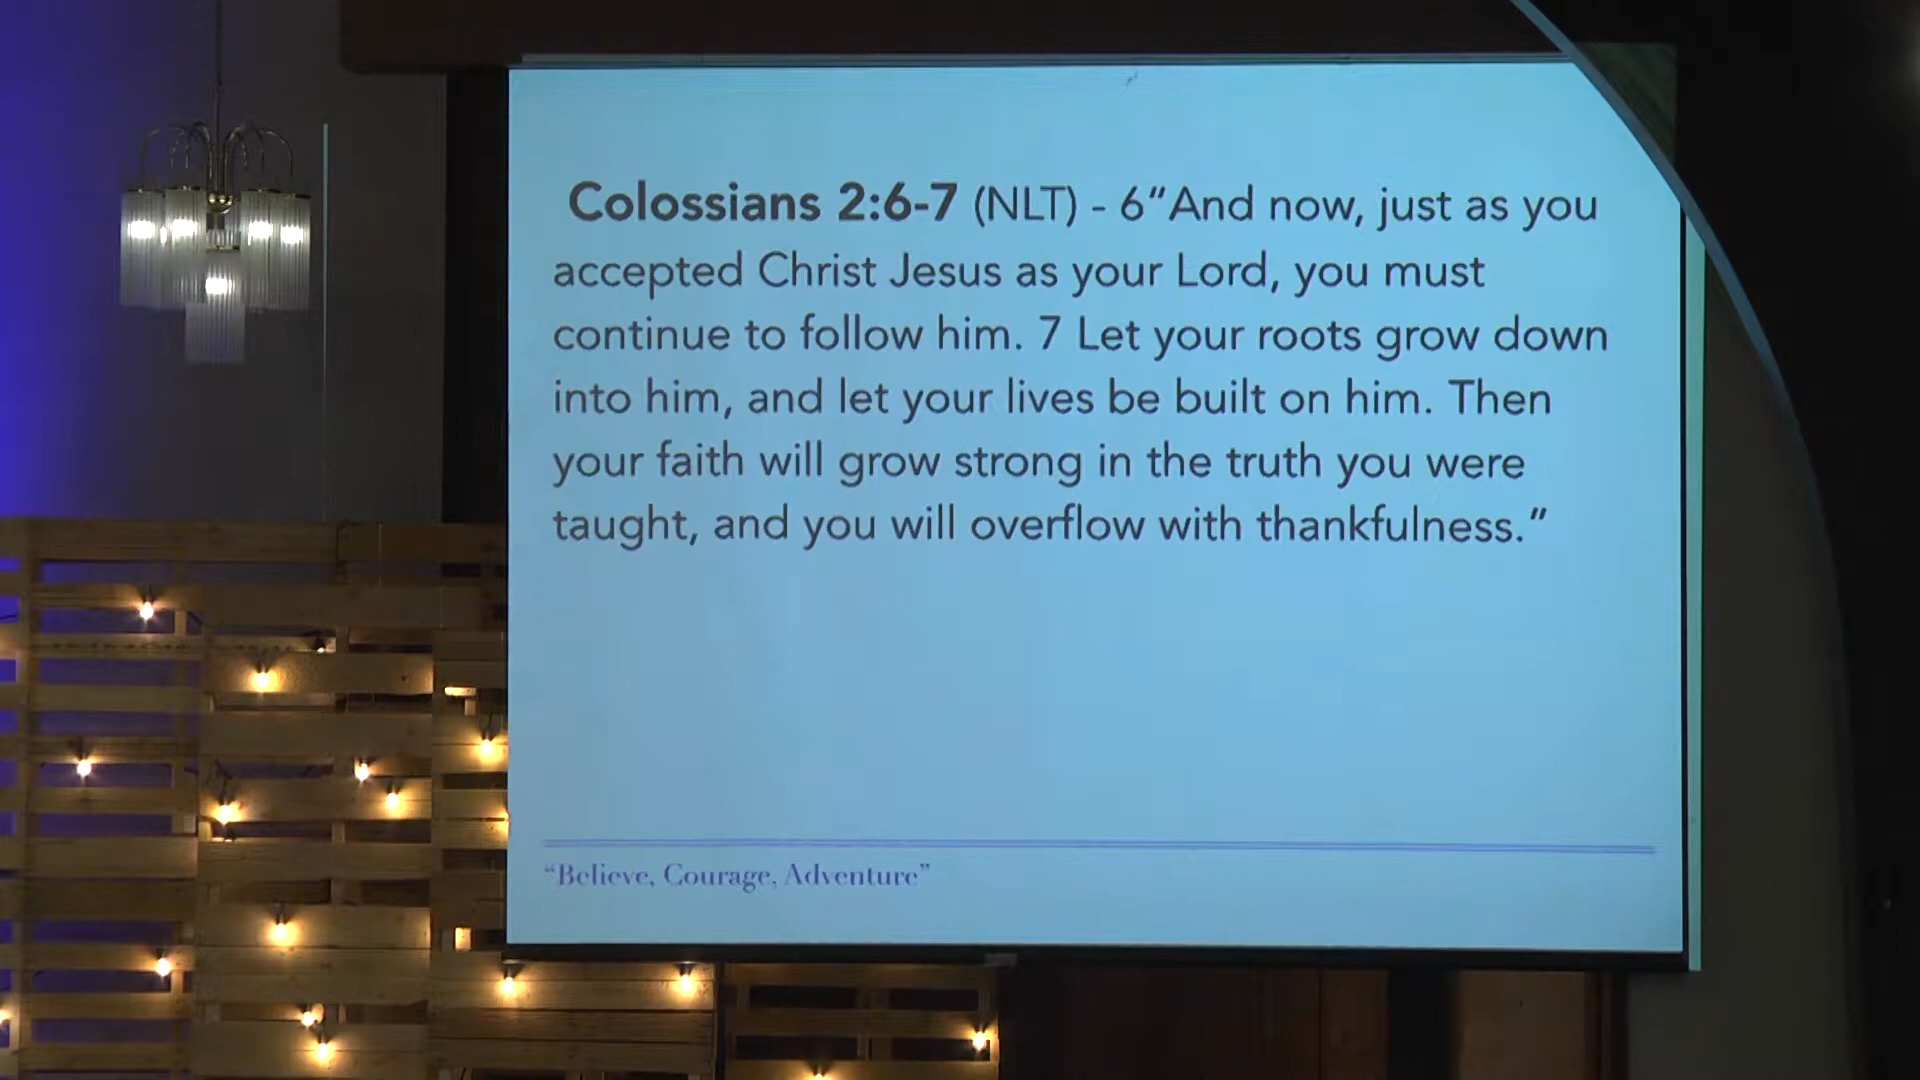 Colossians 2:6-7 (NLT) - 6“And now, just as you
accepted Christ Jesus as your Lord, you must
continue to follow him. 7 Let your roots grow down
into him, and let your lives be built on him. Then
your faith will grow strong in the truth you were
taught, and you will overflow with thankfulness.”
“Believe, Courage, Adventure”